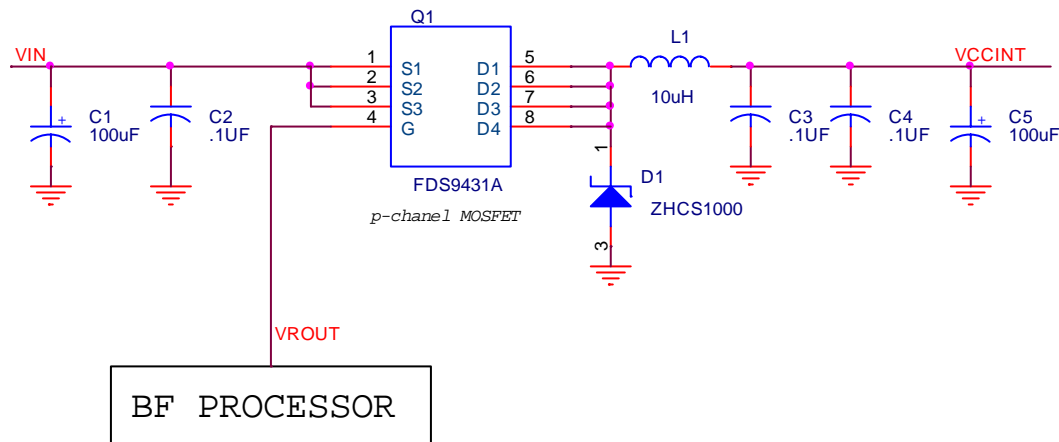 Q1
VIN
1 S1 D1 5
2 S2 D2 6
3 S3 D3 7
4 G D4 8
L1
10uH
VCCINT
C1
100uF
+
C2
.1UF
C3
.1UF
C4
.1UF
C5
100uF
+
FDS9431A
p-chanel MOSFET
1
D1
ZHCS1000
3
VROUT
BF PROCESSOR